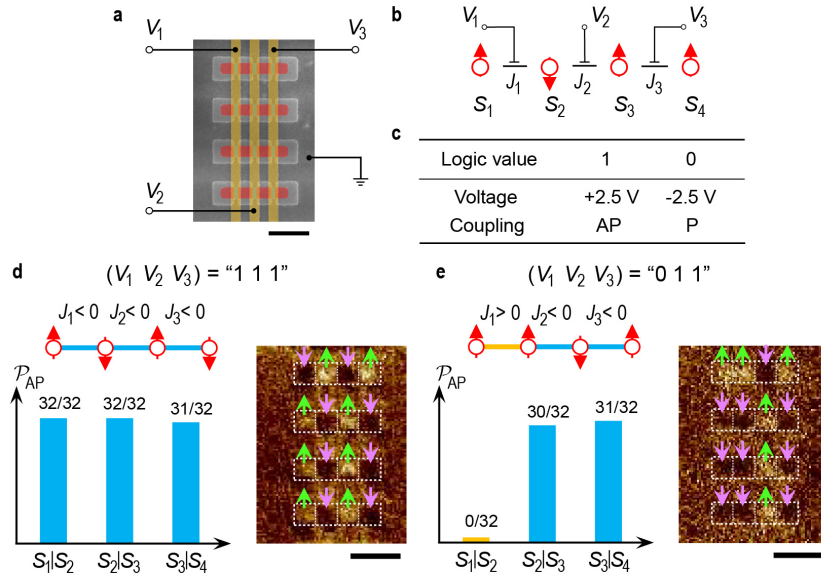 a
V1
V3
V2
b
V1
V2
V3
J1
J2
J3
S1
S2
S3
S4
c
Logic value 1 0
Voltage +2.5 V -2.5 V
Coupling AP P
d
(V1 V2 V3) = “1 1 1”
J1< 0 J2< 0 J3< 0
PAP
32/32 32/32 31/32
S1|S2 S2|S3 S3|S4
e
(V1 V2 V3) = “0 1 1”
J1> 0 J2< 0 J3< 0
PAP
30/32 31/32
0/32
S1|S2 S2|S3 S3|S4